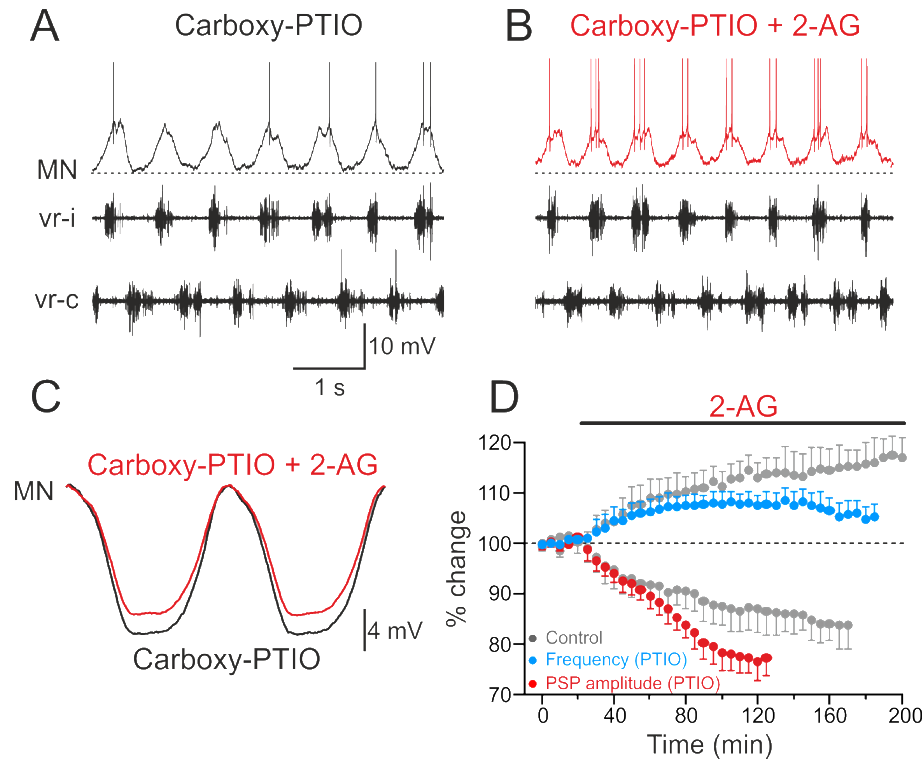 A
Carboxy-PTIO
B
Carboxy-PTIO + 2-AG
MN
vr-i
vr-c
10 mV
1 s
C
Carboxy-PTIO + 2-AG
MN
4 mV
Carboxy-PTIO
D
2-AG
120
110
100
90
80
70
% change
Control
Frequency (PTIO)
PSP amplitude (PTIO)
0 40 80 120 160 200
Time (min)